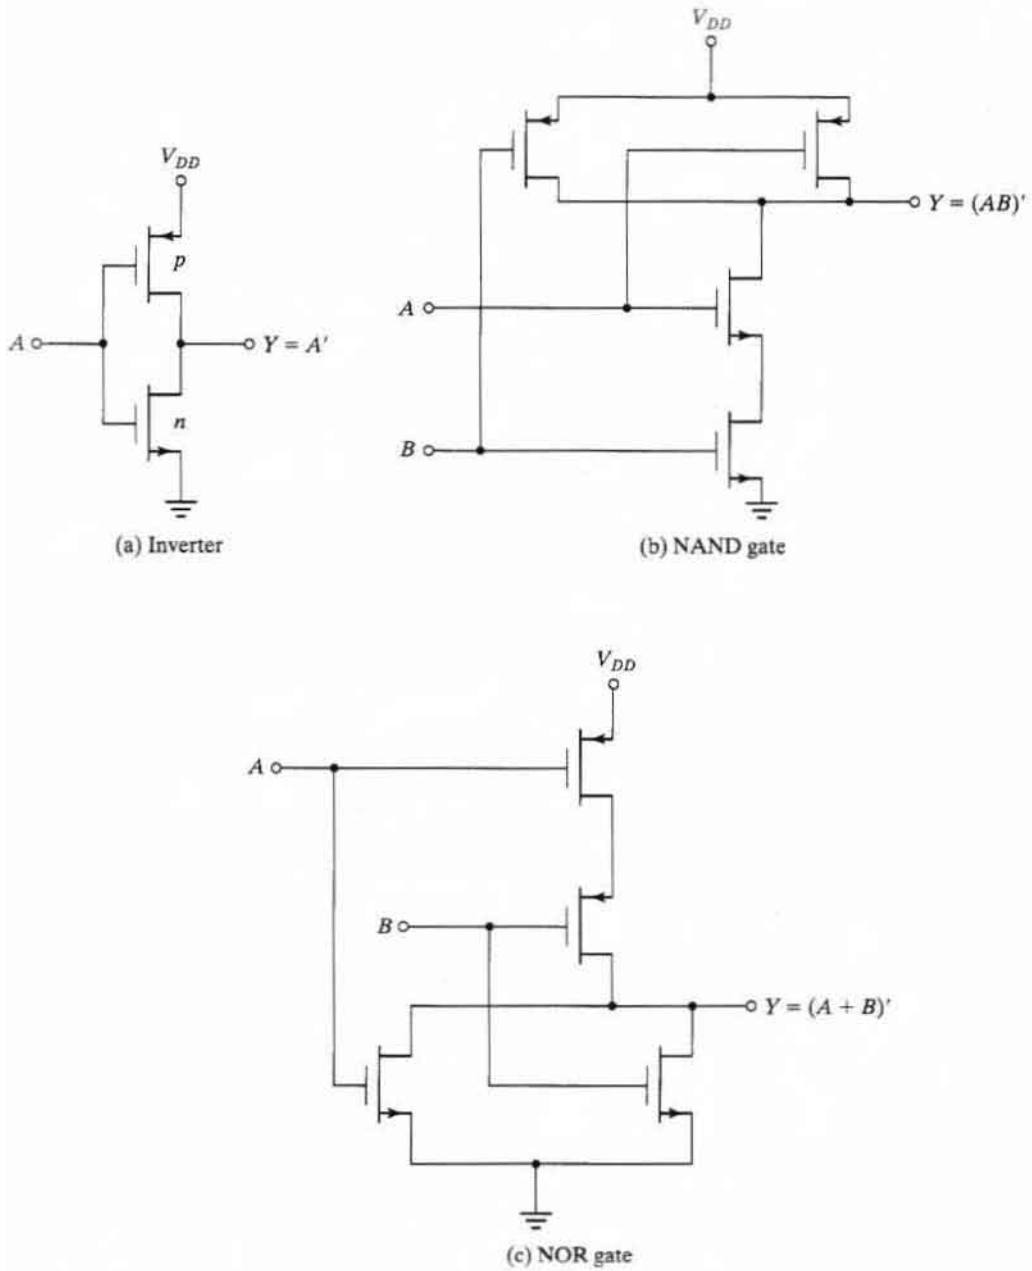 V_DD
p
A
Y = A'
n
(a) Inverter
V_DD
Y = (AB)'
A
B
(b) NAND gate
V_DD
A
B
Y = (A + B)'
(c) NOR gate